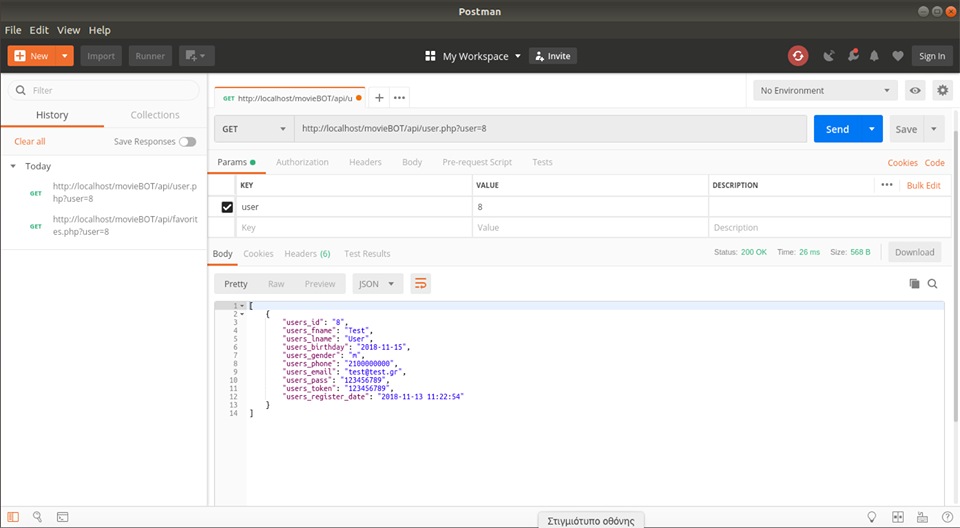 Postman
File Edit View Help
New Import Runner My Workspace Invite Sign In
Filter
History Collections
Clear all Save Responses
Today
GET http://localhost/movieBOT/api/user.p
hp?user=8
GET http://localhost/movieBOT/api/favori
tes.php?user=8
GET http://localhost/movieBOT/api/u
No Environment
GET http://localhost/movieBOT/api/user.php?user=8 Send Save
Params Authorization Headers Body Pre-request Script Tests Cookies Code
KEY VALUE DESCRIPTION Bulk Edit
user 8
Key Value Description
Body Cookies Headers (6) Test Results Status: 200 OK Time: 26 ms Size: 568 B Download
Pretty Raw Preview JSON
1 [
2 {
3 "users_id": "8",
4 "users_fname": "Test",
5 "users_lname": "User",
6 "users_birthday": "2018-11-15",
7 "users_gender": "m",
8 "users_phone": "2100000000",
9 "users_email": "test@test.gr",
10 "users_pass": "123456789",
11 "users_token": "123456789",
12 "users_register_date": "2018-11-13 11:22:54"
13 }
14 ]
Στιγμιότυπο οθόνης